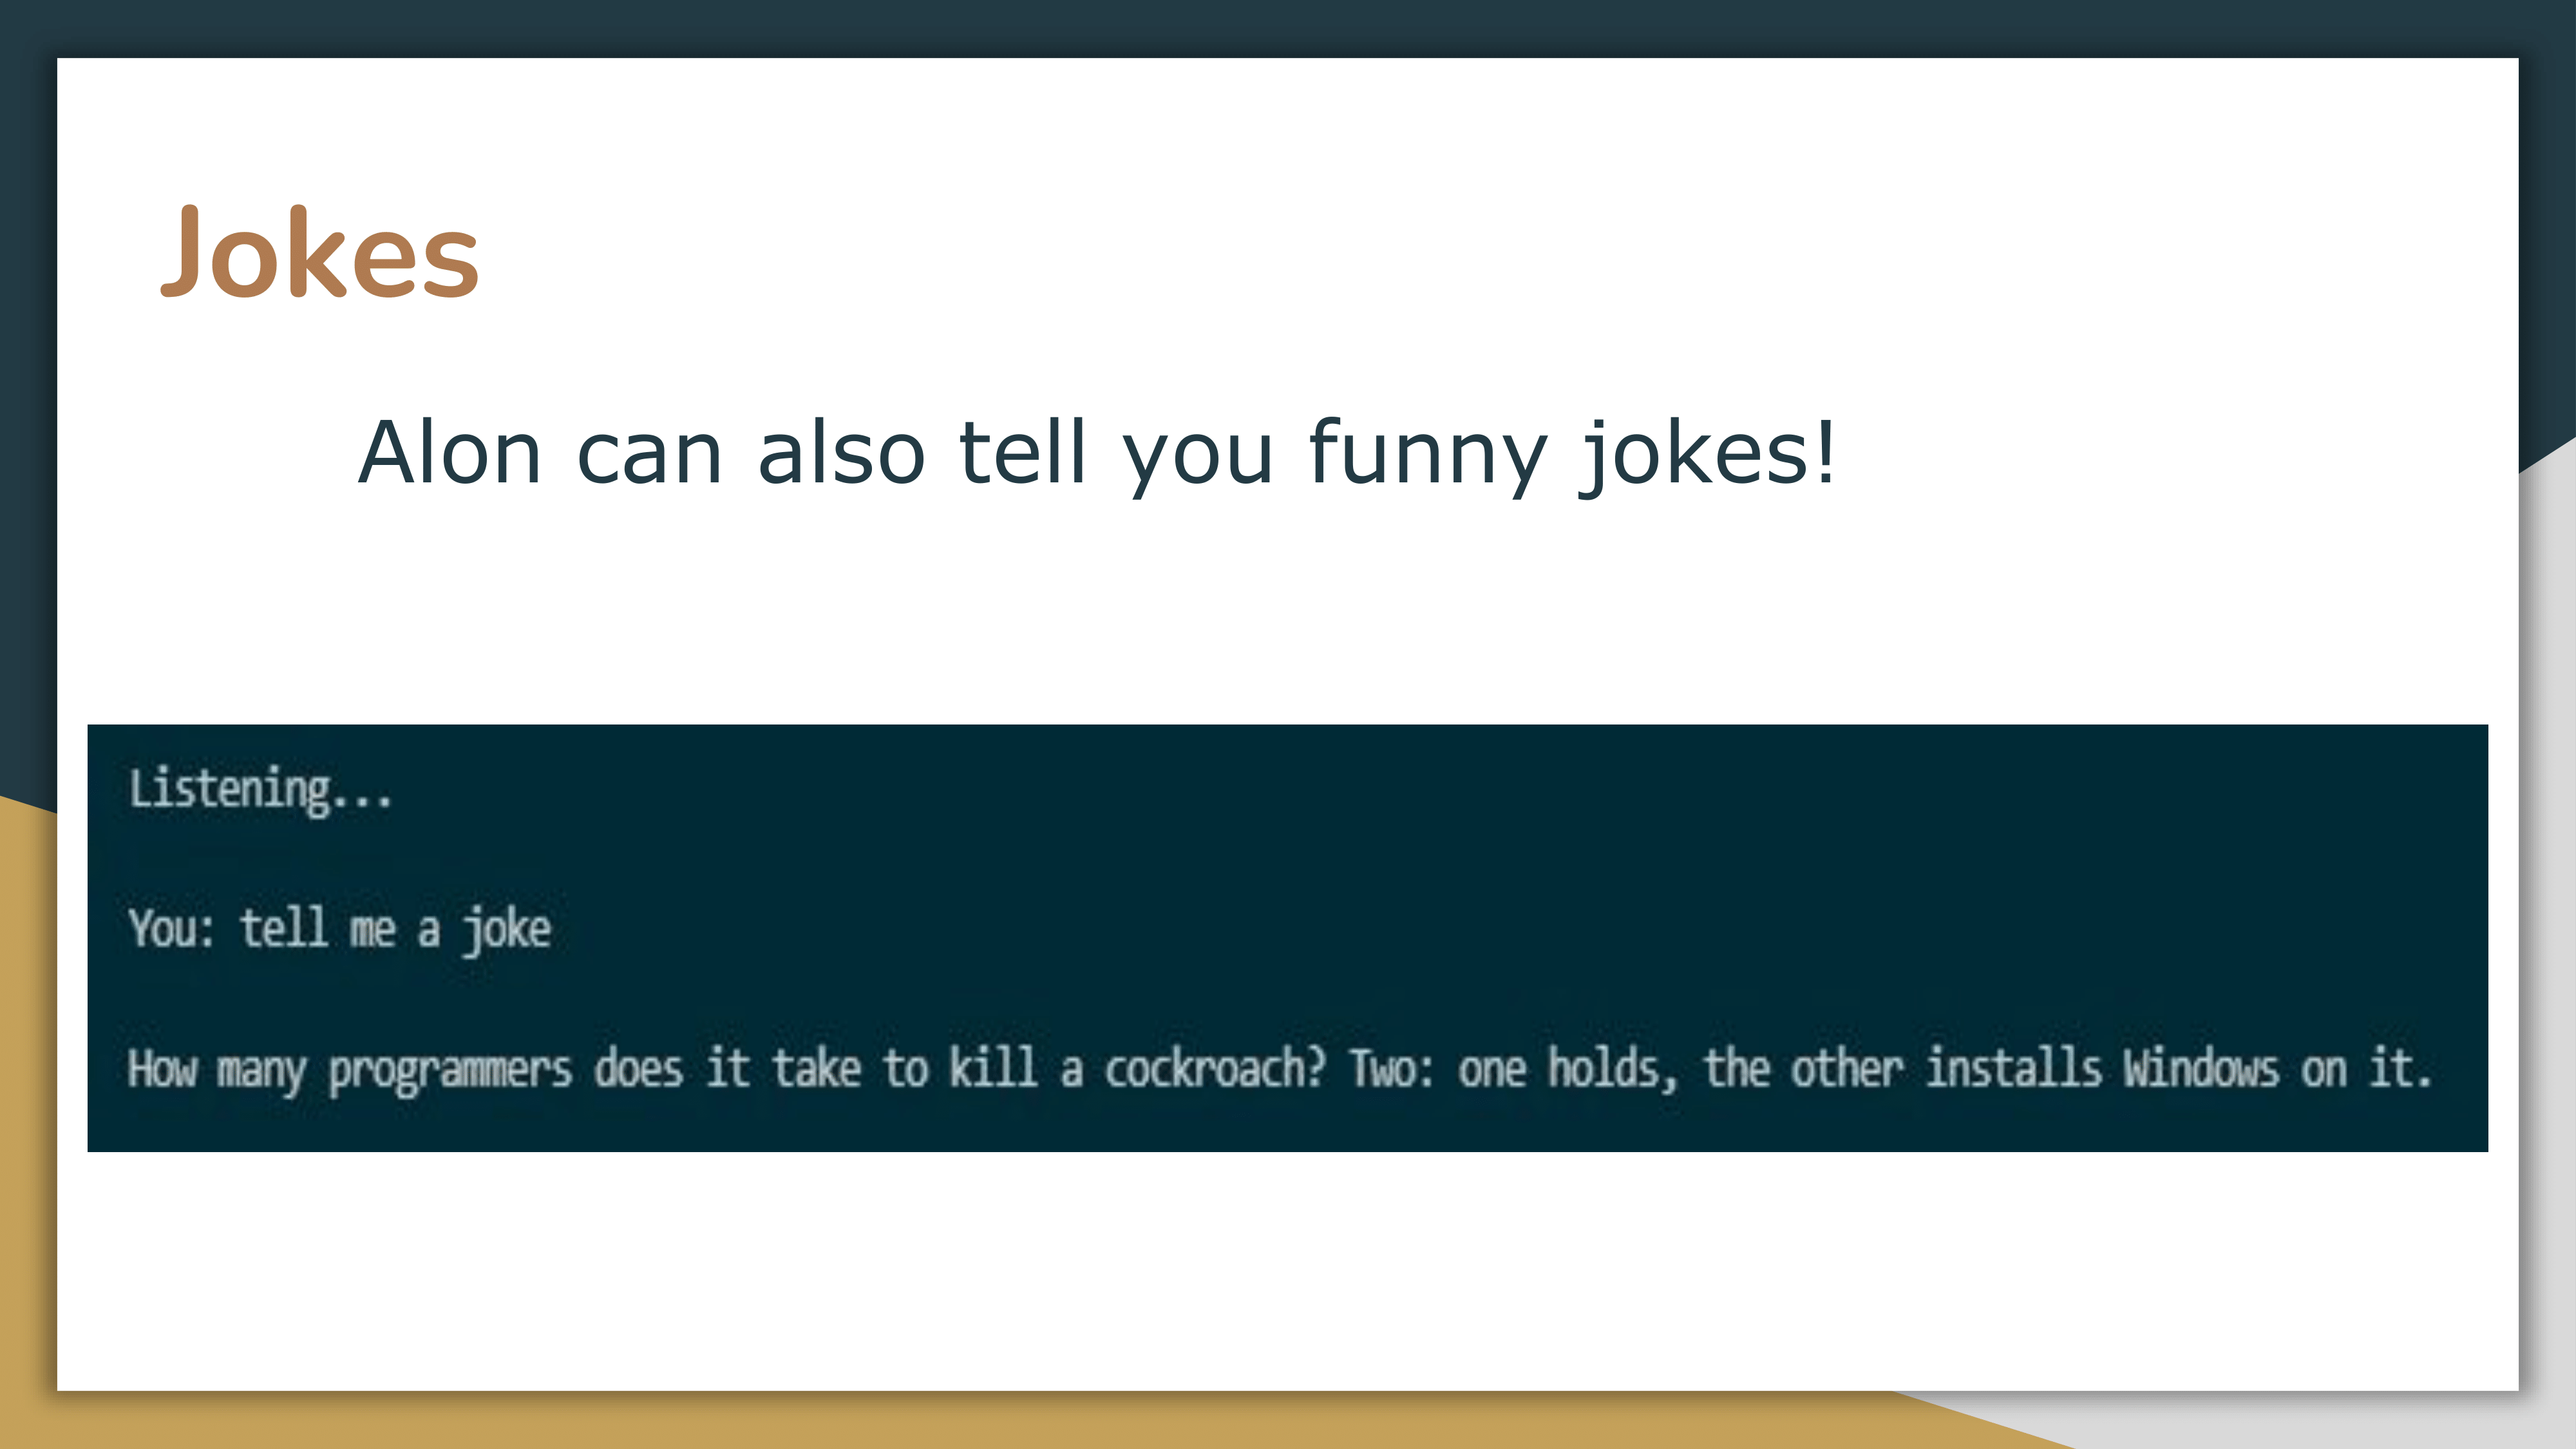 Jokes
Alon can also tell you funny jokes!
Listening...
You: tell me a joke
How many programmers does it take to kill a cockroach? Two: one holds, the other installs Windows on it.